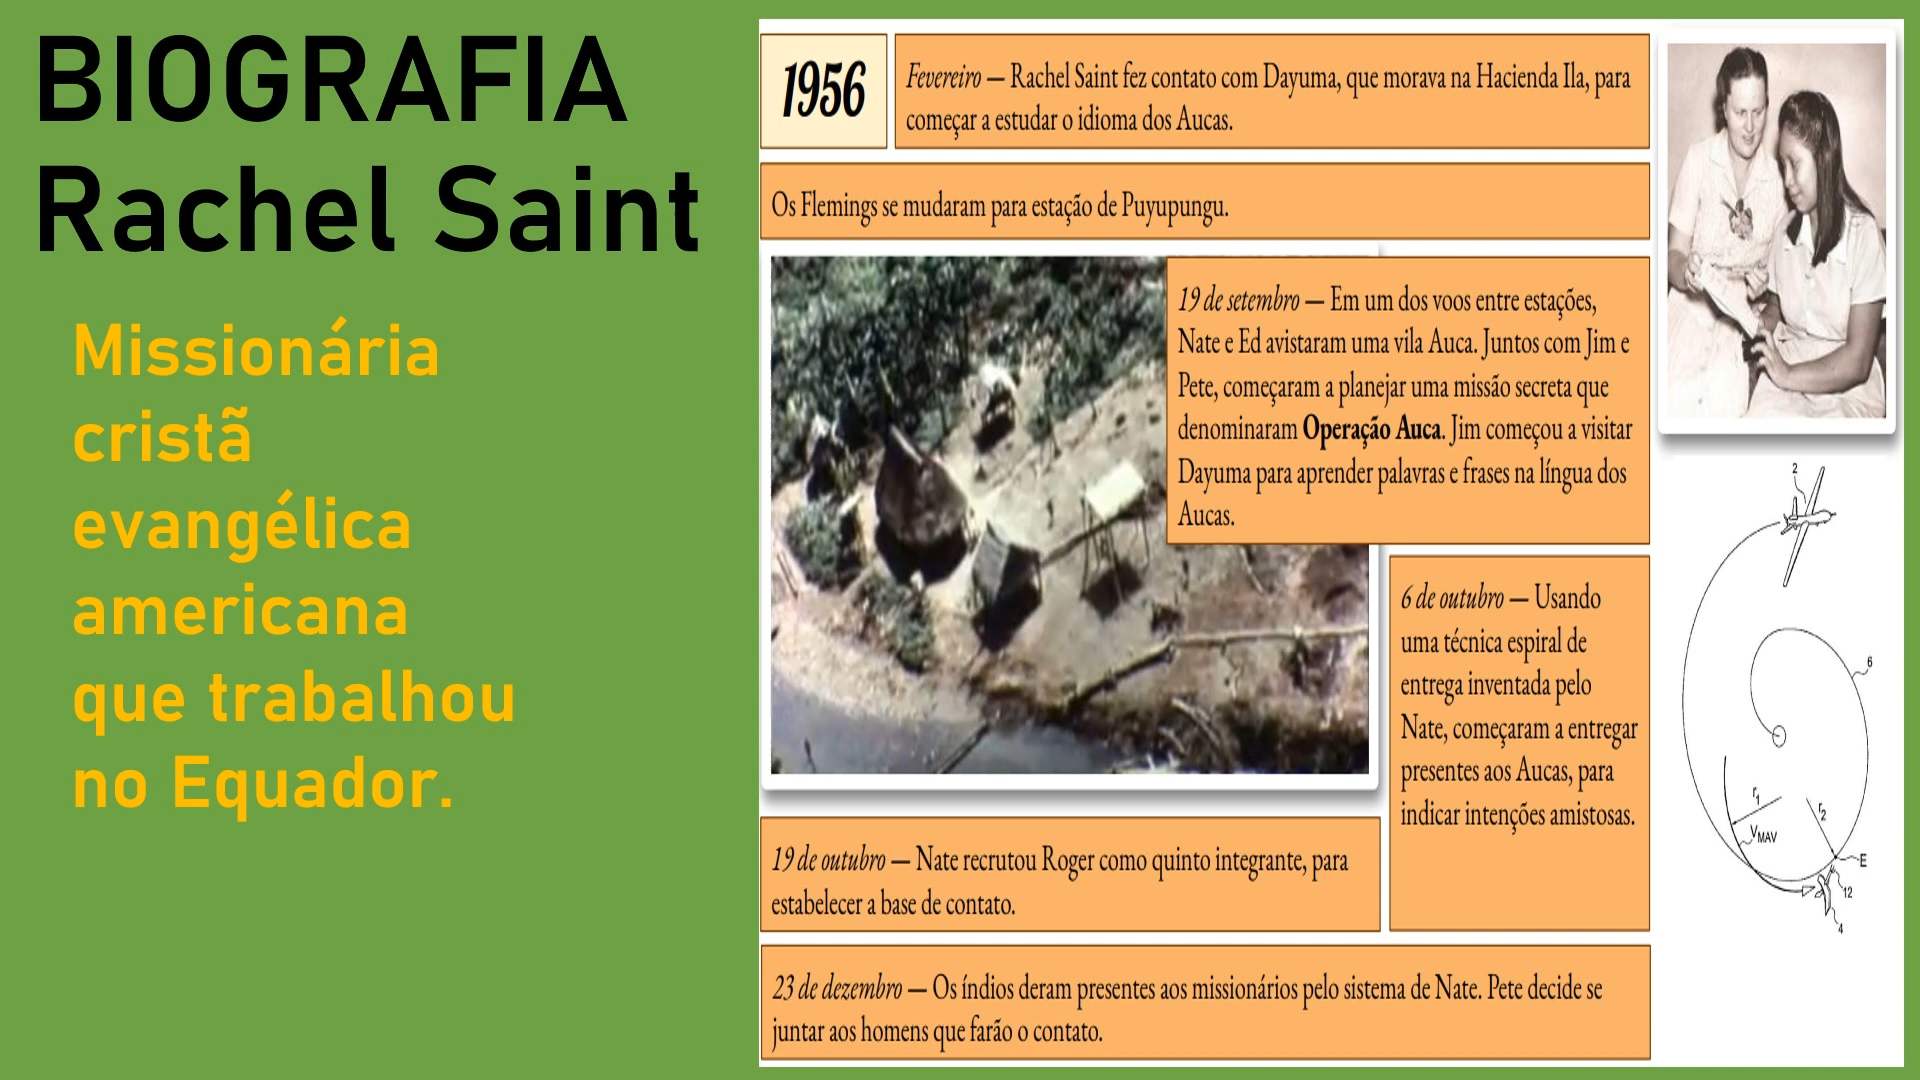 BIOGRAFIA
Rachel Saint
Missionária
cristã
evangélica
americana
que trabalhou
no Equador.
1956
Fevereiro — Rachel Saint fez contato com Dayuma, que morava na Hacienda Ila, para
começar a estudar o idioma dos Aucas.
Os Flemings se mudaram para estação de Puyupungu.
19 de setembro — Em um dos voos entre estações,
Nate e Ed avistaram uma vila Auca. Juntos com Jim e
Pete, começaram a planejar uma missão secreta que
denominaram Operação Auca. Jim começou a visitar
Dayuma para aprender palavras e frases na língua dos
Aucas.
6 de outubro — Usando
uma técnica espiral de
entrega inventada pelo
Nate, começaram a entregar
presentes aos Aucas, para
indicar intenções amistosas.
19 de outubro — Nate recrutou Roger como quinto integrante, para
estabelecer a base de contato.
23 de dezembro — Os índios deram presentes aos missionários pelo sistema de Nate. Pete decide se
juntar aos homens que farão o contato.
2
6
r1
r2
VMAV
E
12
4